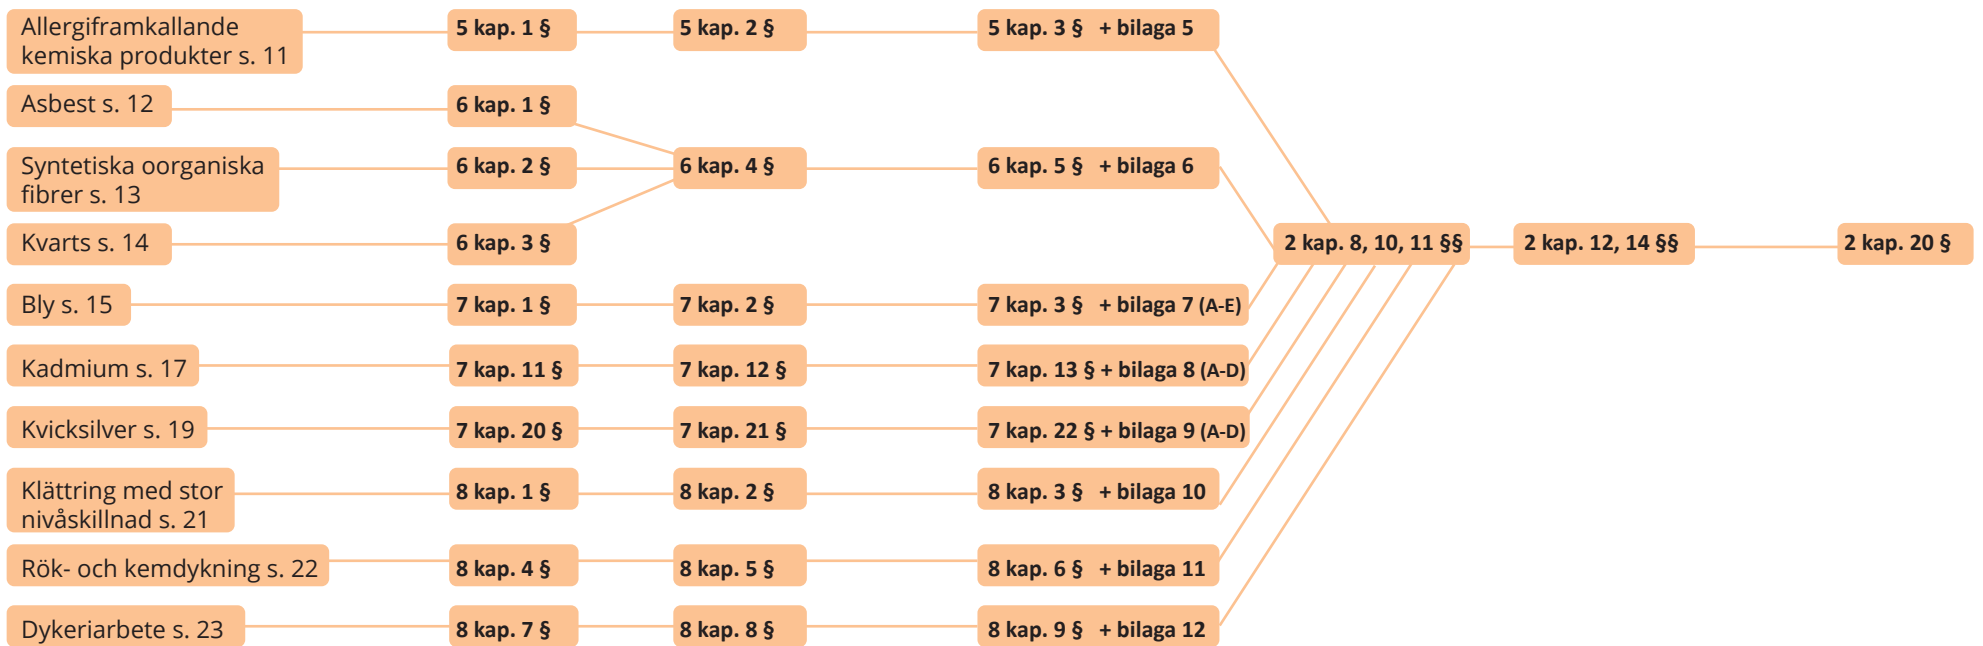 Allergiframkallande
kemiska produkter s. 11
5 kap. 1 §
5 kap. 2 §
5 kap. 3 § + bilaga 5
Asbest s. 12
6 kap. 1 §
Syntetiska oorganiska
fibrer s. 13
6 kap. 2 §
6 kap. 4 §
6 kap. 5 § + bilaga 6
Kvarts s. 14
6 kap. 3 §
2 kap. 8, 10, 11 §§
2 kap. 12, 14 §§
2 kap. 20 §
Bly s. 15
7 kap. 1 §
7 kap. 2 §
7 kap. 3 § + bilaga 7 (A-E)
Kadmium s. 17
7 kap. 11 §
7 kap. 12 §
7 kap. 13 § + bilaga 8 (A-D)
Kvicksilver s. 19
7 kap. 20 §
7 kap. 21 §
7 kap. 22 § + bilaga 9 (A-D)
Klättring med stor
nivåskillnad s. 21
8 kap. 1 §
8 kap. 2 §
8 kap. 3 § + bilaga 10
Rök- och kemdykning s. 22
8 kap. 4 §
8 kap. 5 §
8 kap. 6 § + bilaga 11
Dykeriarbete s. 23
8 kap. 7 §
8 kap. 8 §
8 kap. 9 § + bilaga 12